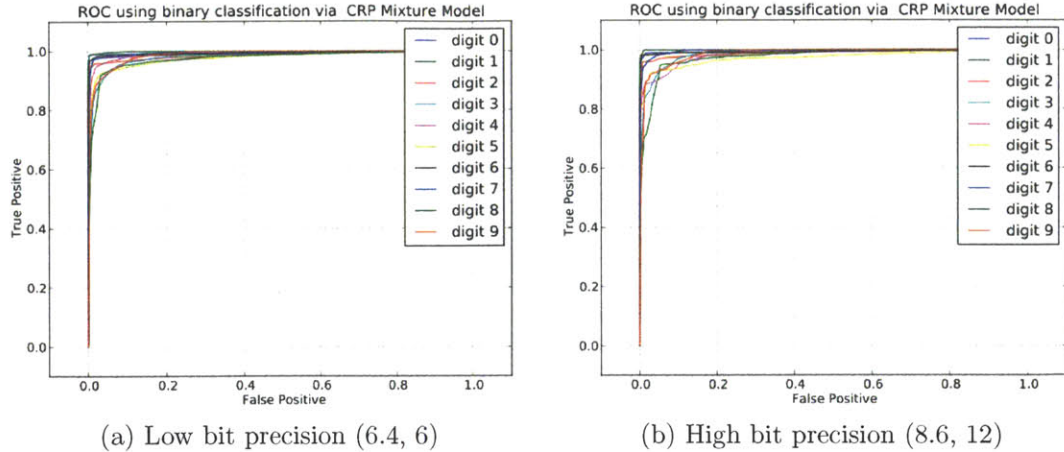 ROC using binary classification via CRP Mixture Model
1.0
0.8
0.6
0.4
0.2
0.0
True Positive
0.0 0.2 0.4 0.6 0.8 1.0
False Positive
digit 0
digit 1
digit 2
digit 3
digit 4
digit 5
digit 6
digit 7
digit 8
digit 9
(a) Low bit precision (6.4, 6)
ROC using binary classification via CRP Mixture Model
1.0
0.8
0.6
0.4
0.2
0.0
True Positive
0.0 0.2 0.4 0.6 0.8 1.0
False Positive
digit 0
digit 1
digit 2
digit 3
digit 4
digit 5
digit 6
digit 7
digit 8
digit 9
(b) High bit precision (8.6, 12)